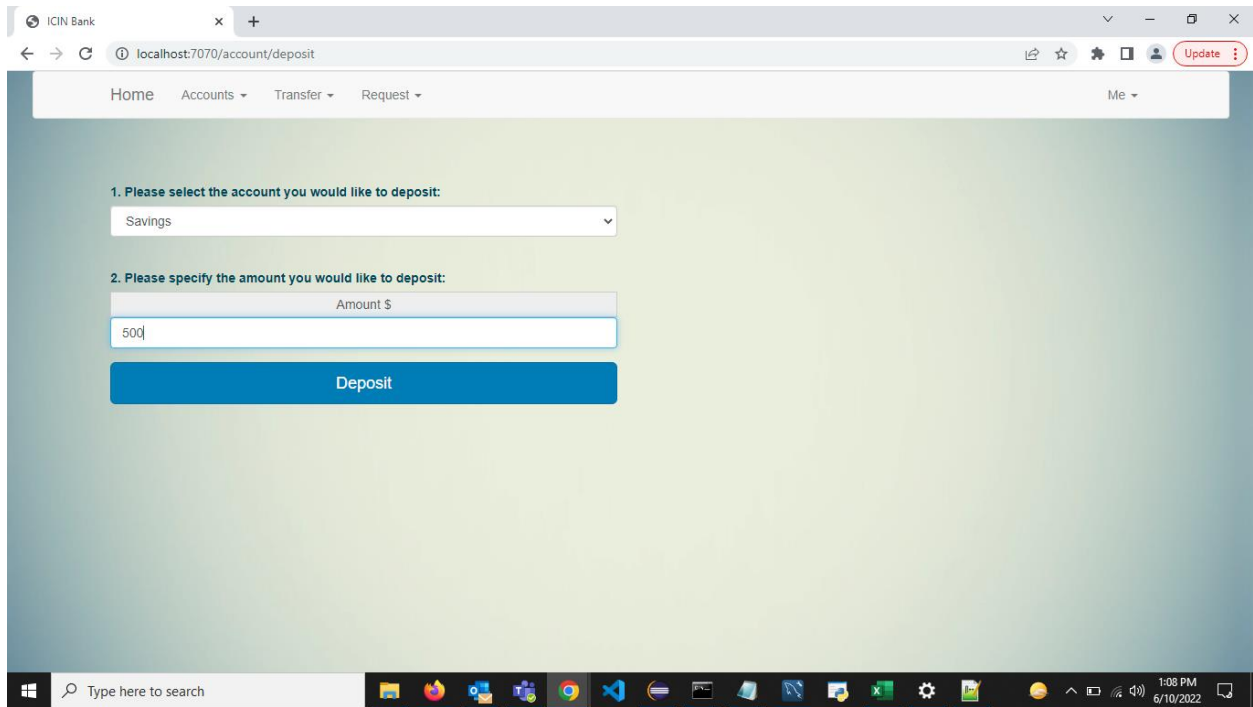 ICIN Bank
localhost:7070/account/deposit
Update
Home Accounts Transfer Request Me
1. Please select the account you would like to deposit:
Savings
2. Please specify the amount you would like to deposit:
Amount $
500
Deposit
Type here to search
1:08 PM
6/10/2022